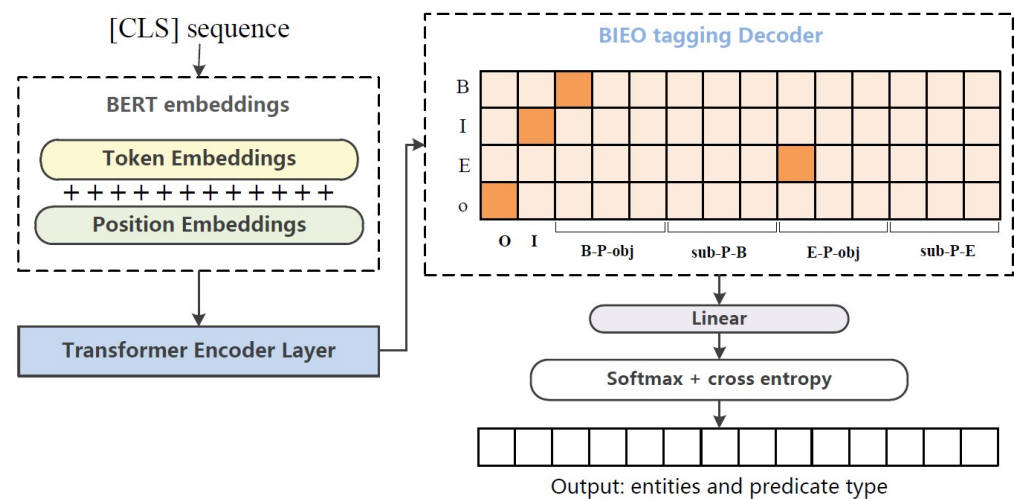 [CLS] sequence
BERT embeddings
Token Embeddings
+ + + + + + + + + + +
Position Embeddings
Transformer Encoder Layer
BIEO tagging Decoder
B
I
E
o
O I B-P-obj sub-P-B E-P-obj sub-P-E
Linear
Softmax + cross entropy
Output: entities and predicate type